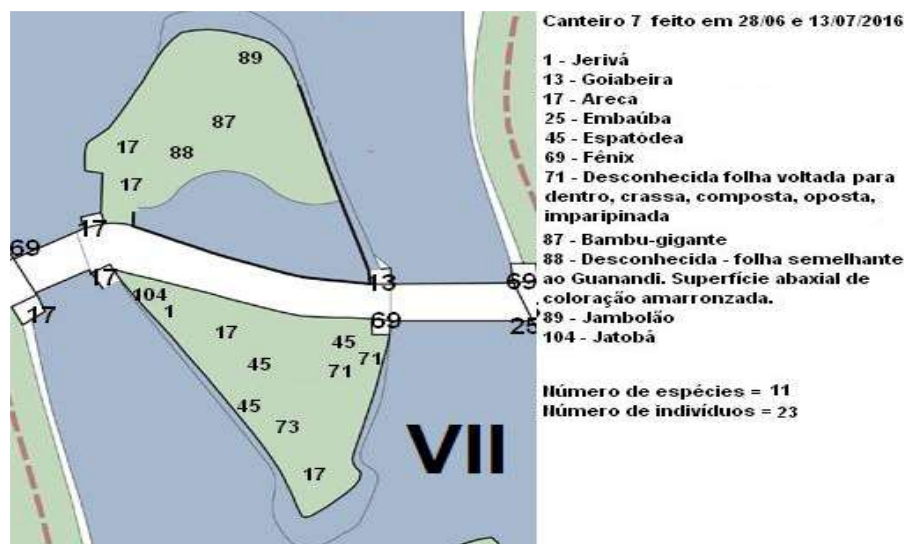 Canteiro 7 feito em 28/06 e 13/07/2016
1 - Jerivá
13 - Goiabeira
17 - Areca
25 - Embaúba
45 - Espatódea
69 - Fênix
71 - Desconhecida folha voltada para
dentro, crassa, composta, oposta,
imparipinada
87 - Bambu-gigante
88 - Desconhecida - folha semelhante
ao Guanandi. Superfície abaxial de
coloração amarronzada.
89 - Jambolão
104 - Jatobá
Número de espécies = 11
Número de indivíduos = 23
89
87
17
88
17
17
69
17
13
69
104
17
1
69
25
17
45
45
71
71
45
73
VII
17